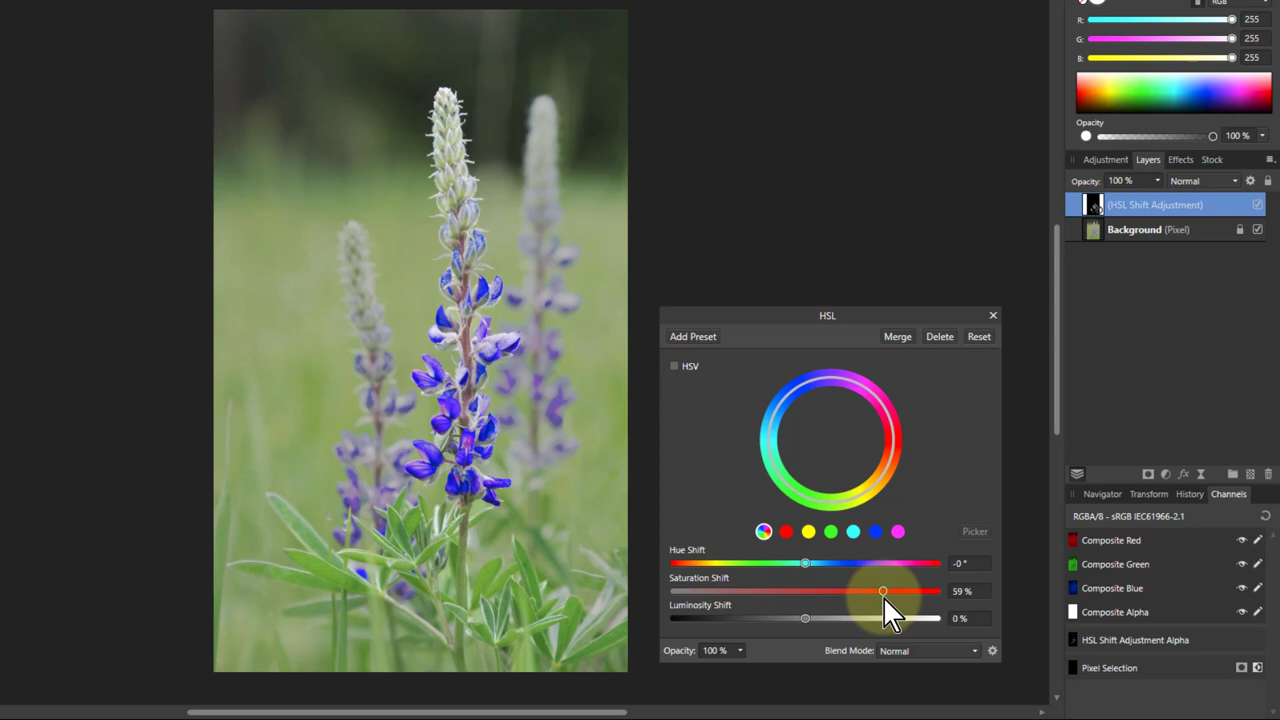 RGB
R: 255
G: 255
B: 255
Opacity
100 %
Adjustment Layers Effects Stock
Opacity: 100 % Normal
(HSL Shift Adjustment)
Background (Pixel)
HSL
Add Preset Merge Delete Reset
HSV
Picker
Hue Shift
-0 °
Saturation Shift
59 %
Luminosity Shift
0 %
Opacity: 100 % Blend Mode: Normal
Navigator Transform History Channels
RGBA/8 - sRGB IEC61966-2.1
Composite Red
Composite Green
Composite Blue
Composite Alpha
HSL Shift Adjustment Alpha
Pixel Selection